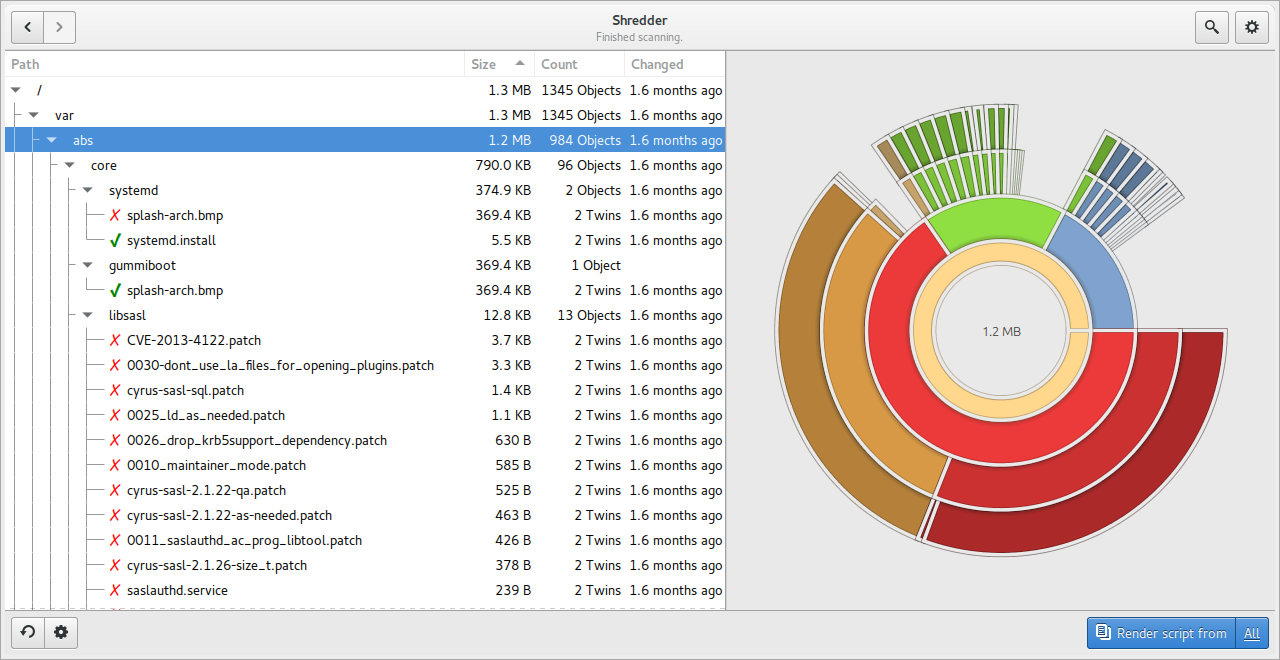 Shredder
Finished scanning.
Path Size Count Changed
/ 1.3 MB 1345 Objects 1.6 months ago
var 1.3 MB 1345 Objects 1.6 months ago
abs 1.2 MB 984 Objects 1.6 months ago
core 790.0 KB 96 Objects 1.6 months ago
systemd 374.9 KB 2 Objects 1.6 months ago
✗ splash-arch.bmp 369.4 KB 2 Twins 1.6 months ago
✓ systemd.install 5.5 KB 2 Twins 1.6 months ago
gummiboot 369.4 KB 1 Object
✓ splash-arch.bmp 369.4 KB 2 Twins 1.6 months ago
libsasl 12.8 KB 13 Objects 1.6 months ago
✗ CVE-2013-4122.patch 3.7 KB 2 Twins 1.6 months ago
✗ 0030-dont_use_la_files_for_opening_plugins.patch 3.3 KB 2 Twins 1.6 months ago
✗ cyrus-sasl-sql.patch 1.4 KB 2 Twins 1.6 months ago
✗ 0025_ld_as_needed.patch 1.1 KB 2 Twins 1.6 months ago
✗ 0026_drop_krb5support_dependency.patch 630 B 2 Twins 1.6 months ago
✗ 0010_maintainer_mode.patch 585 B 2 Twins 1.6 months ago
✗ cyrus-sasl-2.1.22-qa.patch 525 B 2 Twins 1.6 months ago
✗ cyrus-sasl-2.1.22-as-needed.patch 463 B 2 Twins 1.6 months ago
✗ 0011_saslauthd_ac_prog_libtool.patch 426 B 2 Twins 1.6 months ago
✗ cyrus-sasl-2.1.26-size_t.patch 378 B 2 Twins 1.6 months ago
✗ saslauthd.service 239 B 2 Twins 1.6 months ago
1.2 MB
Render script from All